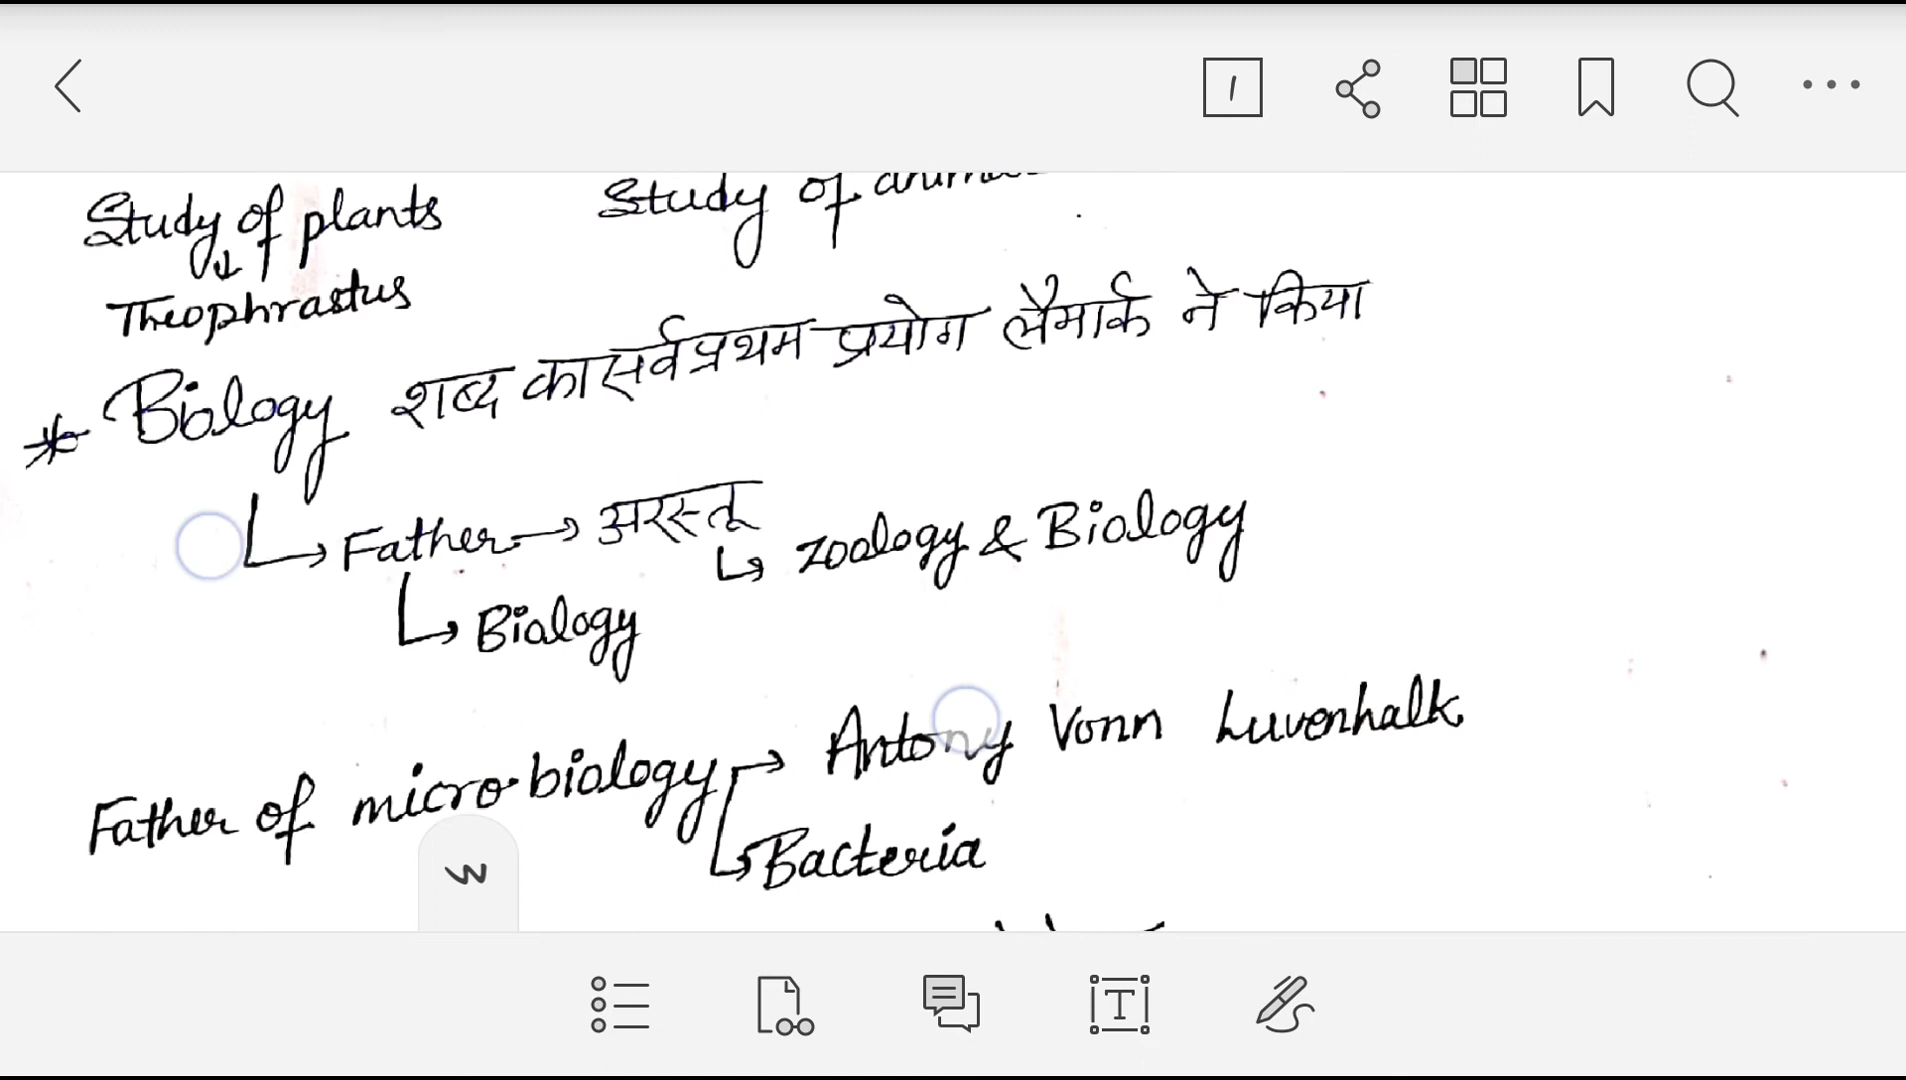 Study of plants
Study of
Theophrastus
* Biology शब्द का सर्वप्रथम प्रयोग लैमार्क ने किया
Father → अरस्तू
zoology & Biology
Biology
Father of micro-biology → Antony Vonn Luvenhalk
Bacteria